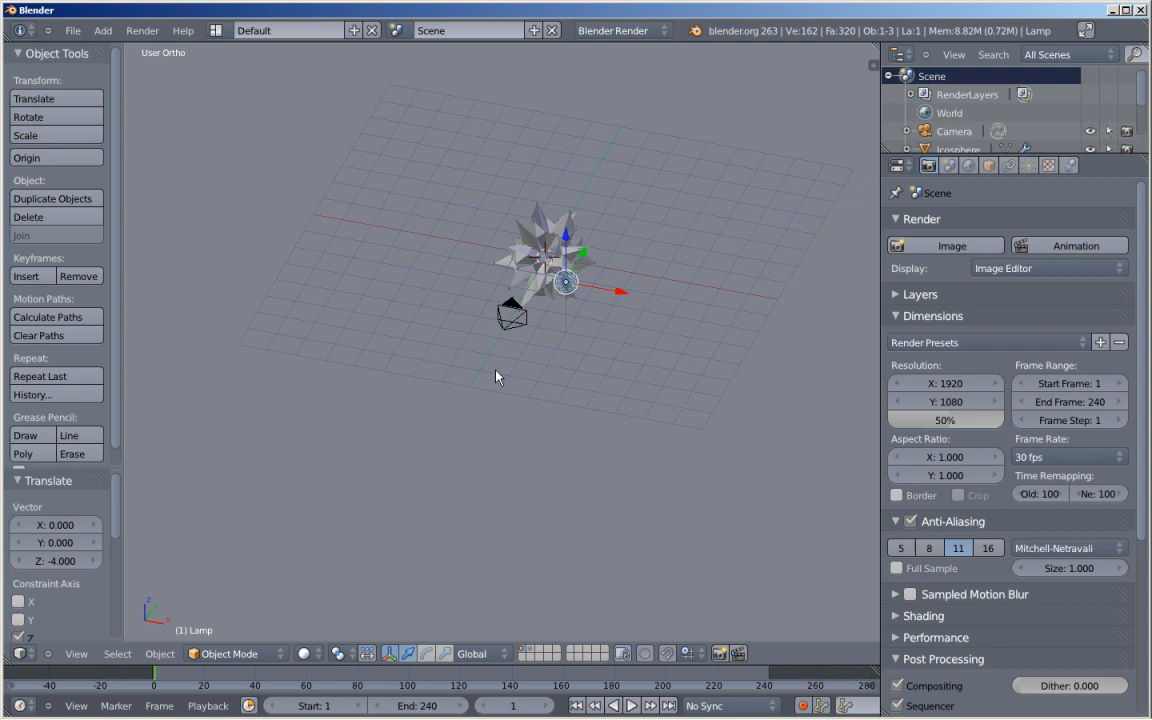 Blender
File Add Render Help Default Scene Blender Render blender.org 263 | Ve:162 | Fa:320 | Ob:1-3 | La:1 | Mem:8.82M (0.72M) | Lamp
Object Tools
Transform:
Translate
Rotate
Scale
Origin
Object:
Duplicate Objects
Delete
Join
Keyframes:
Insert Remove
Motion Paths:
Calculate Paths
Clear Paths
Repeat:
Repeat Last
History...
Grease Pencil:
Draw Line
Poly Erase
Translate
Vector
X: 0.000
Y: 0.000
Z: -4.000
Constraint Axis
X
Y
Z
User Ortho
z
y
x
(1) Lamp
View Select Object Object Mode Global
-40 -20 0 20 40 60 80 100 120 140 160 180 200 220 240 260 280
View Marker Frame Playback Start: 1 End: 240 1 No Sync
View Search All Scenes
Scene
RenderLayers
World
Camera
Icosphere
Scene
Render
Image Animation
Display: Image Editor
Layers
Dimensions
Render Presets
Resolution: Frame Range:
X: 1920 Start Frame: 1
Y: 1080 End Frame: 240
50% Frame Step: 1
Aspect Ratio: Frame Rate:
X: 1.000 30 fps
Y: 1.000 Time Remapping:
Border Crop Old: 100 Ne: 100
Anti-Aliasing
5 8 11 16 Mitchell-Netravali
Full Sample Size: 1.000
Sampled Motion Blur
Shading
Performance
Post Processing
Compositing Dither: 0.000
Sequencer